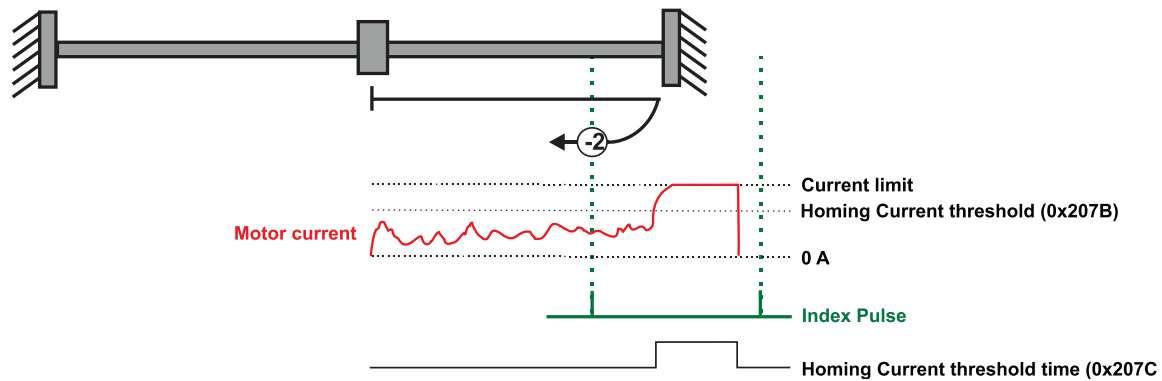 -2
Current limit
Homing Current threshold (0x207B)
Motor current
0 A
Index Pulse
Homing Current threshold time (0x207C